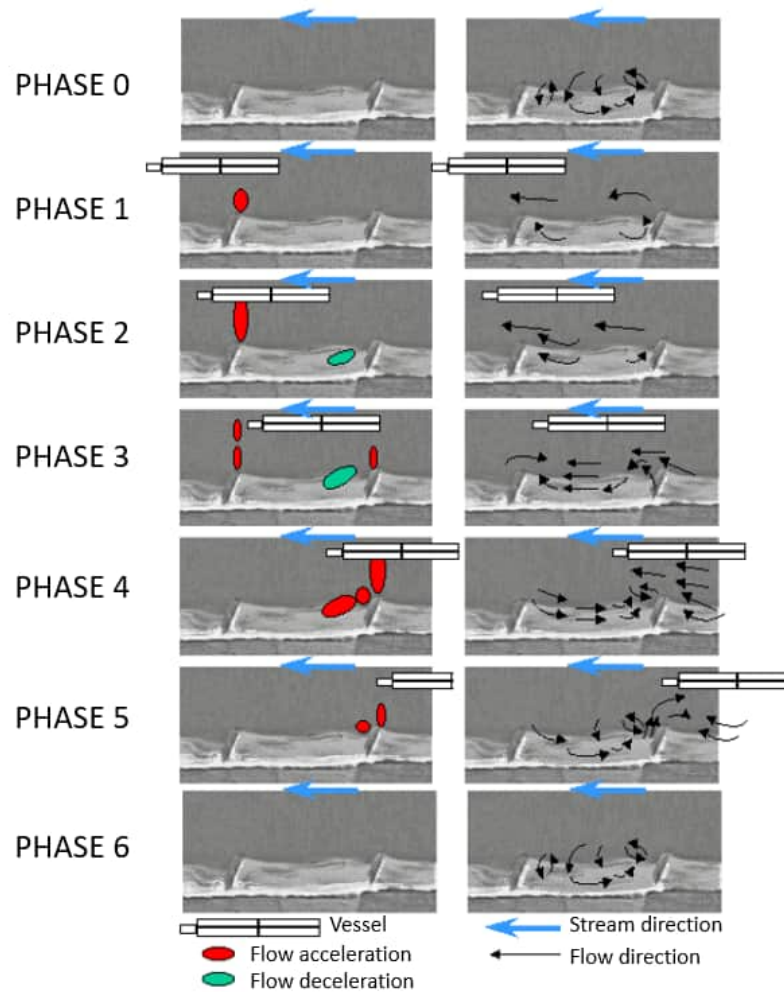 PHASE 0
PHASE 1
PHASE 2
PHASE 3
PHASE 4
PHASE 5
PHASE 6
Vessel
Stream direction
Flow acceleration
Flow direction
Flow deceleration